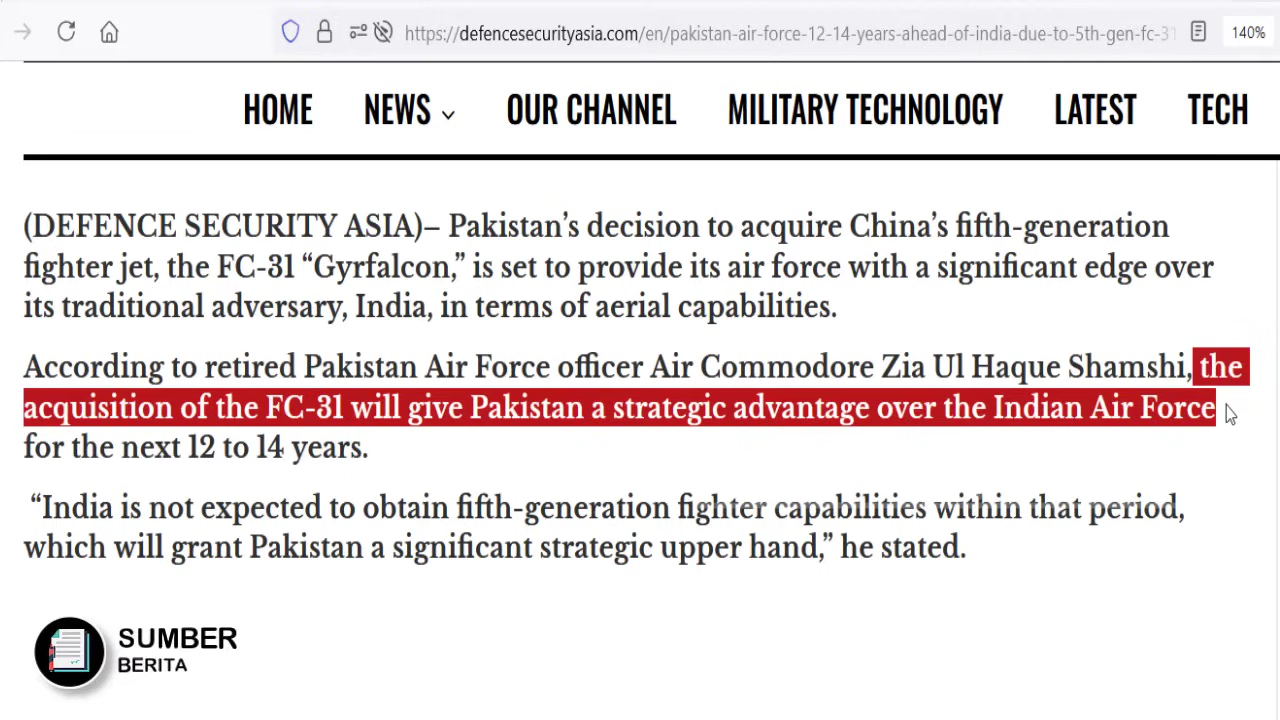 https://defencesecurityasia.com/en/pakistan-air-force-12-14-years-ahead-of-india-due-to-5th-gen-fc-31
140%
HOME NEWS OUR CHANNEL MILITARY TECHNOLOGY LATEST TECH
(DEFENCE SECURITY ASIA)– Pakistan’s decision to acquire China’s fifth-generation
fighter jet, the FC-31 “Gyrfalcon,” is set to provide its air force with a significant edge over
its traditional adversary, India, in terms of aerial capabilities.
According to retired Pakistan Air Force officer Air Commodore Zia Ul Haque Shamshi, the
acquisition of the FC-31 will give Pakistan a strategic advantage over the Indian Air Force
for the next 12 to 14 years.
“India is not expected to obtain fifth-generation fighter capabilities within that period,
which will grant Pakistan a significant strategic upper hand,” he stated.
SUMBER
BERITA